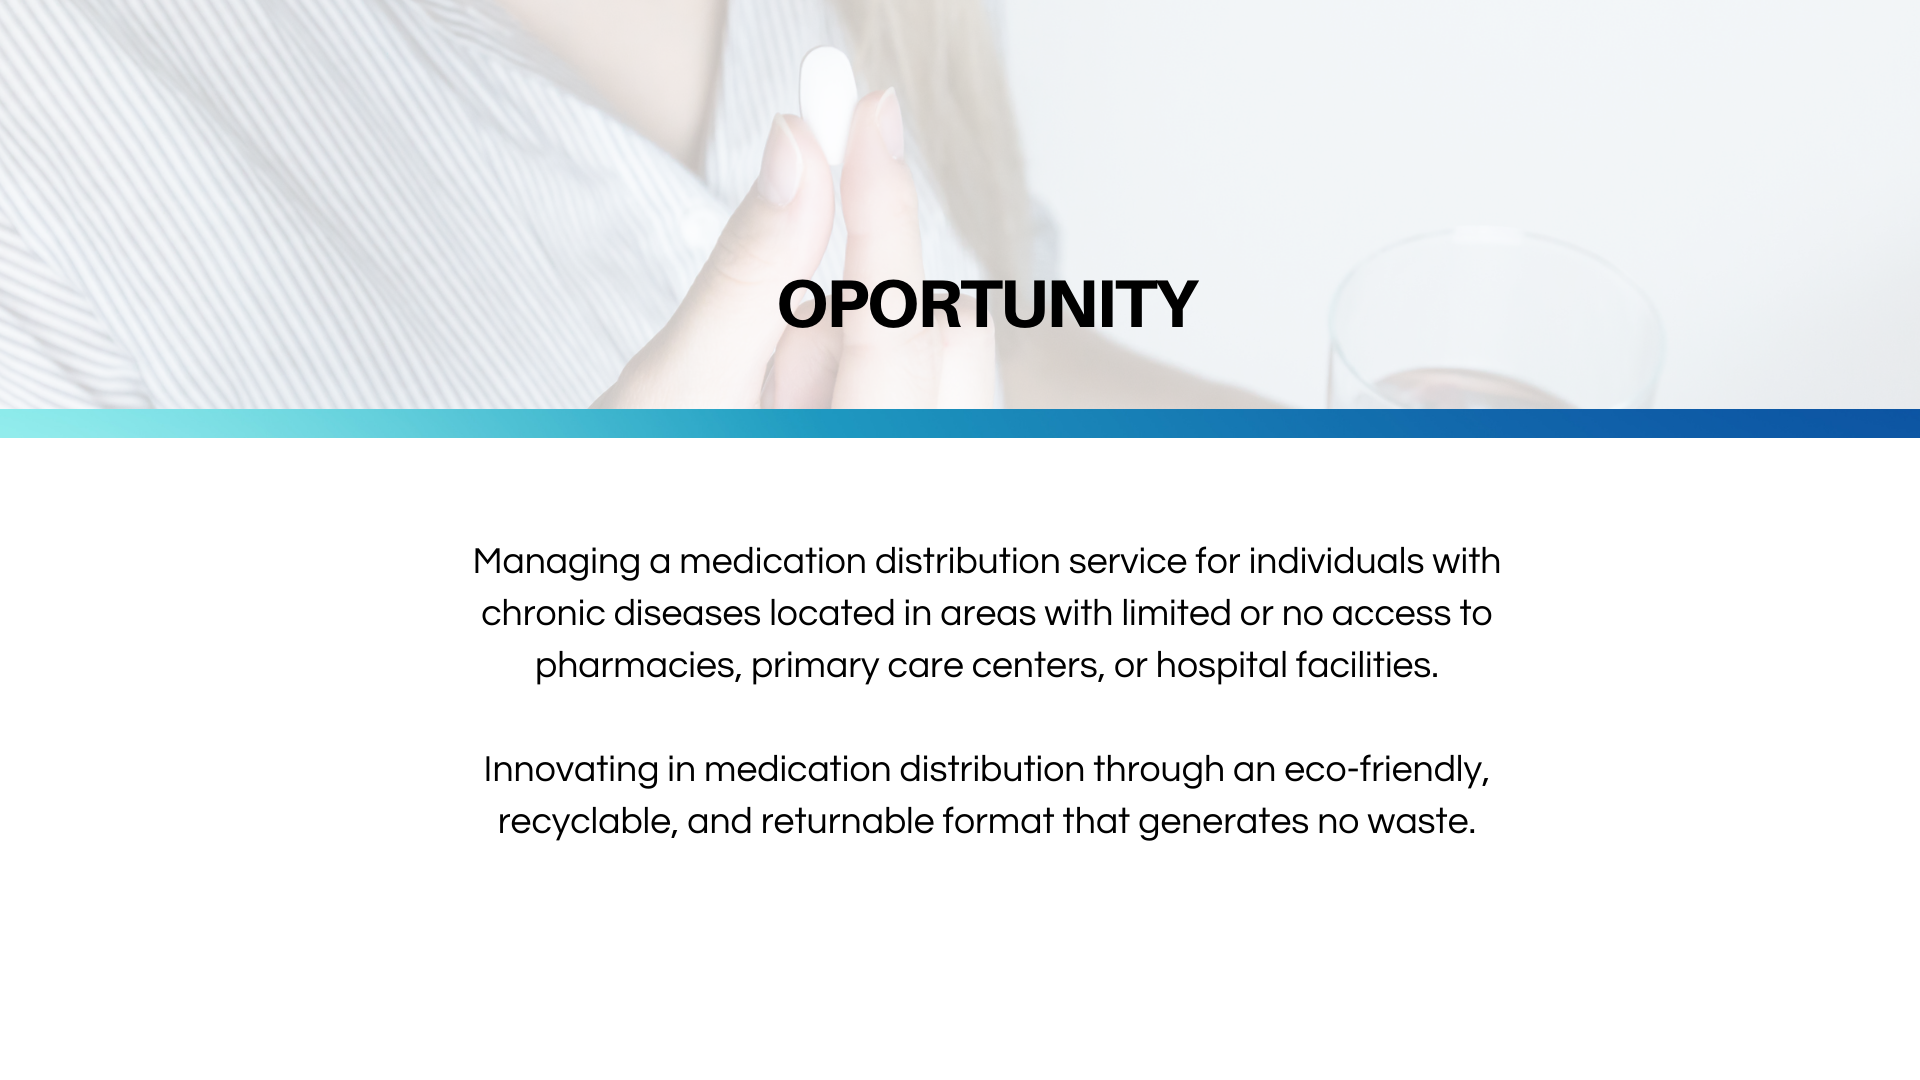 OPORTUNITY
Managing a medication distribution service for individuals with
chronic diseases located in areas with limited or no access to
pharmacies, primary care centers, or hospital facilities.
Innovating in medication distribution through an eco-friendly,
recyclable, and returnable format that generates no waste.